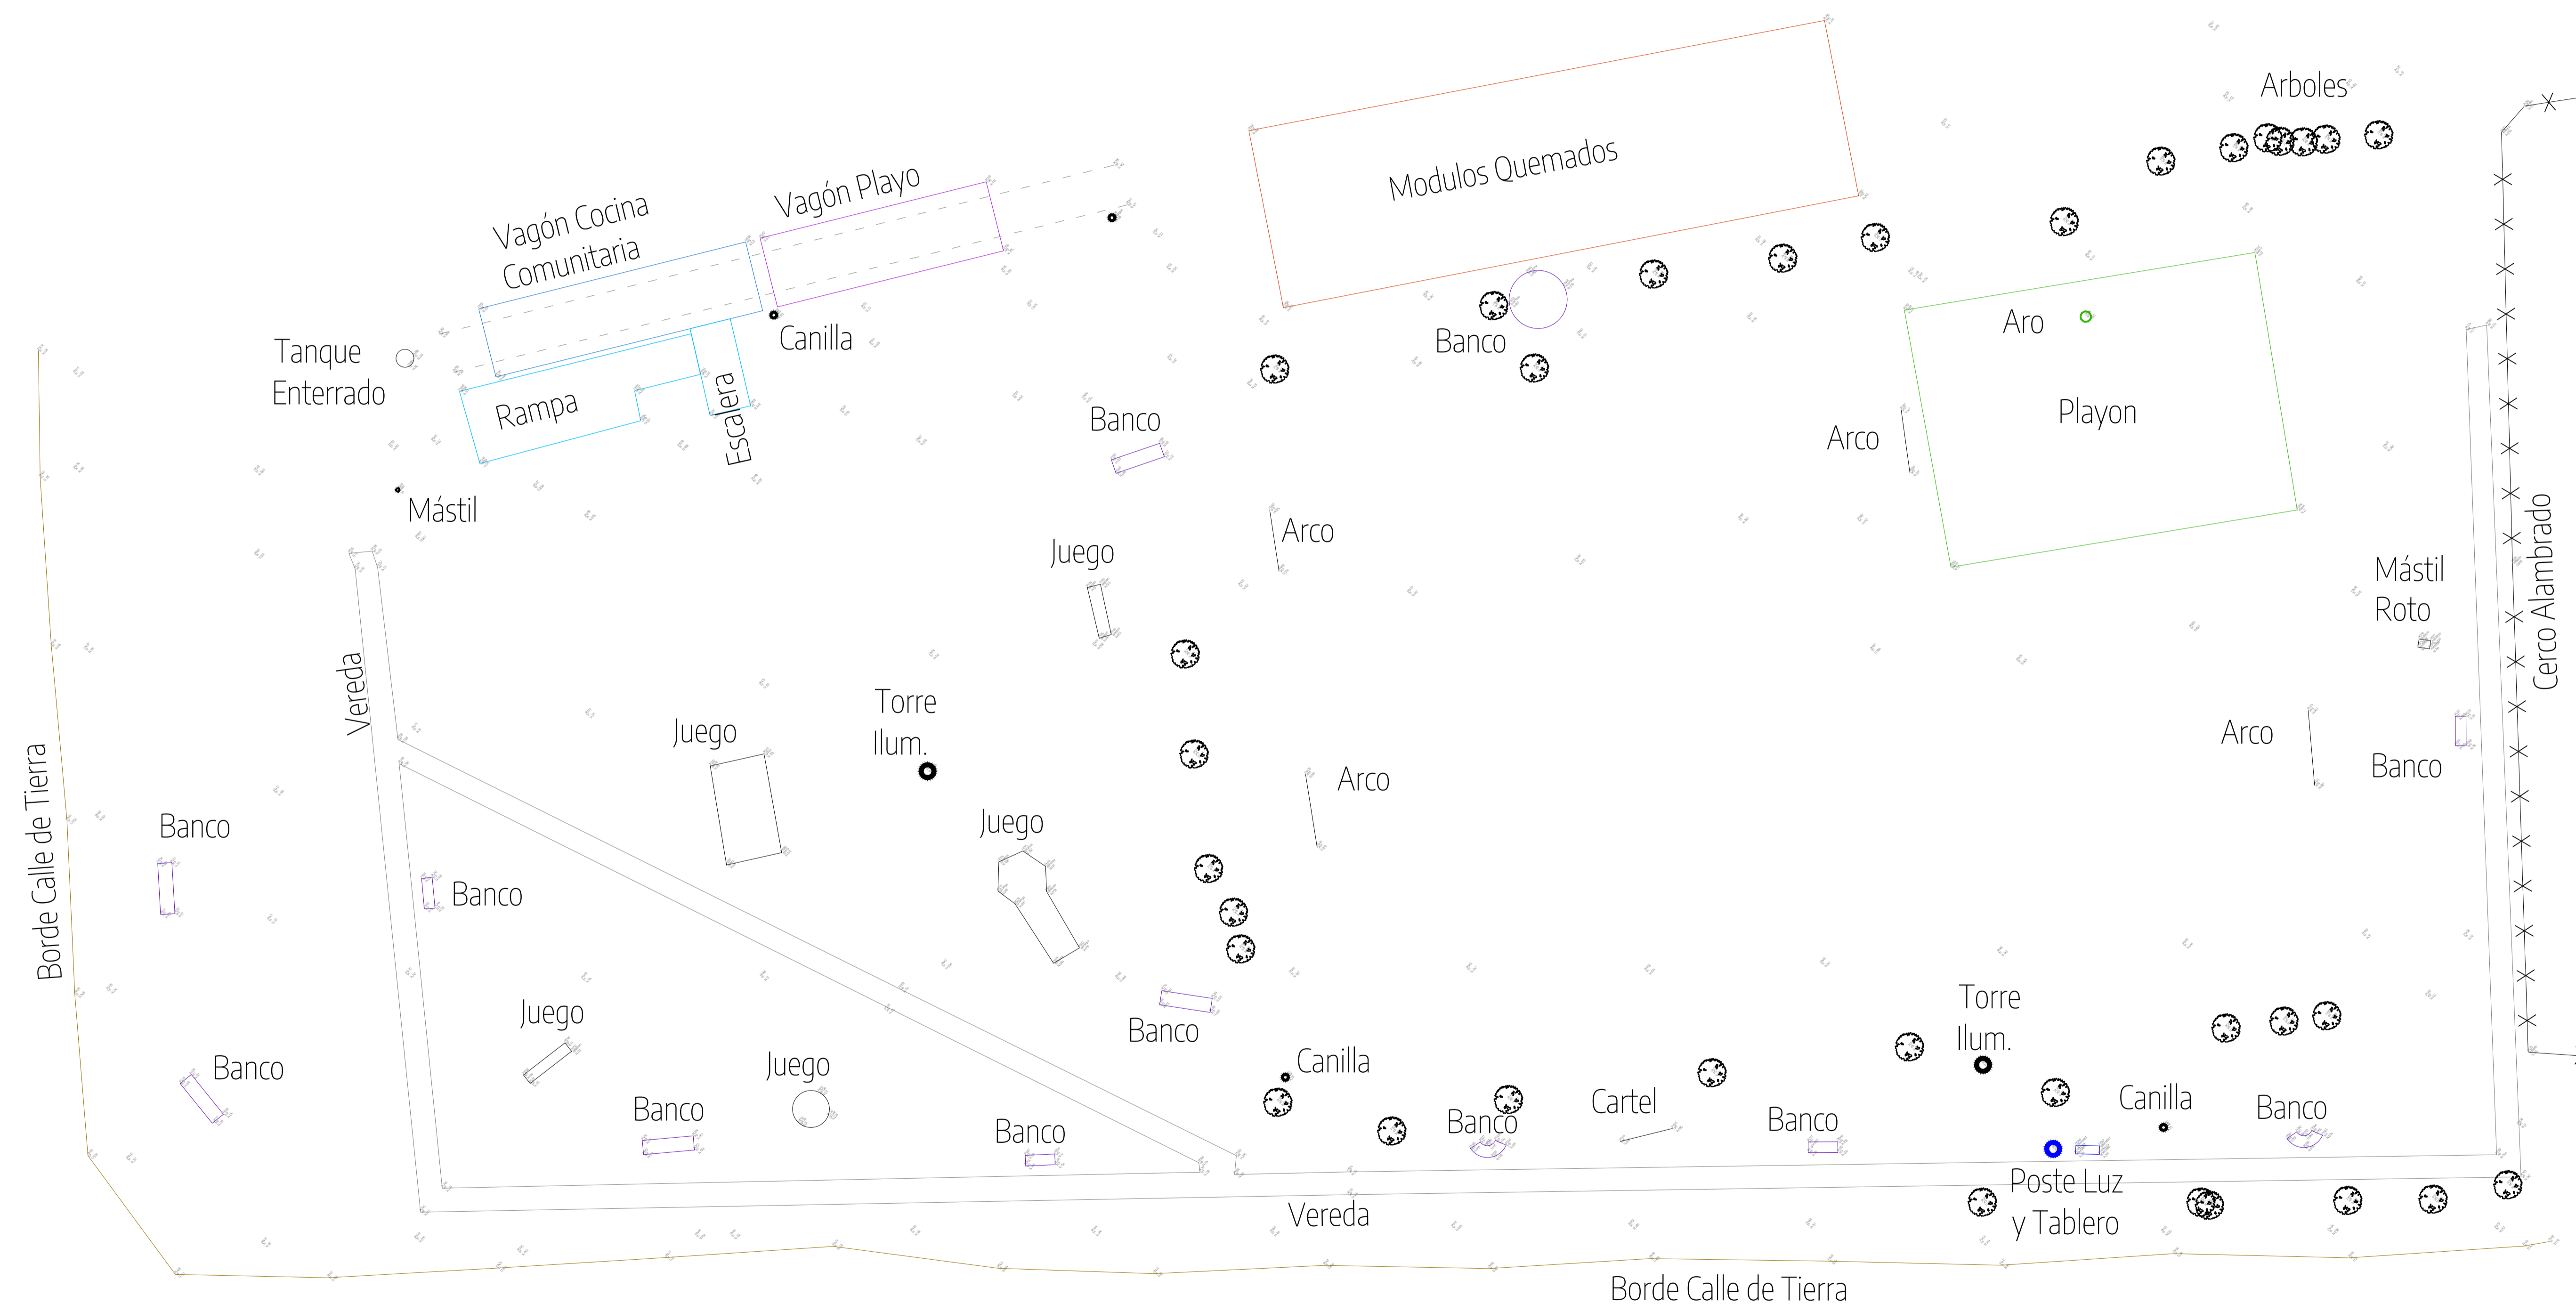 Arboles
Modulos Quemados
Vagón Playo
Vagón Cocina
Comunitaria
Canilla
Tanque
Enterrado
Rampa
Escalera
Mástil
Banco
Aro
Playon
Arco
Banco
Arco
Juego
Mástil
Roto
Cerco Alambrado
Vereda
Torre
Ilum.
Juego
Arco
Arco
Banco
Borde Calle de Tierra
Banco
Banco
Juego
Juego
Banco
Torre
Ilum.
Banco
Juego
Canilla
Banco
Banco
Banco
Cartel
Banco
Canilla
Banco
Poste Luz
y Tablero
Vereda
Borde Calle de Tierra